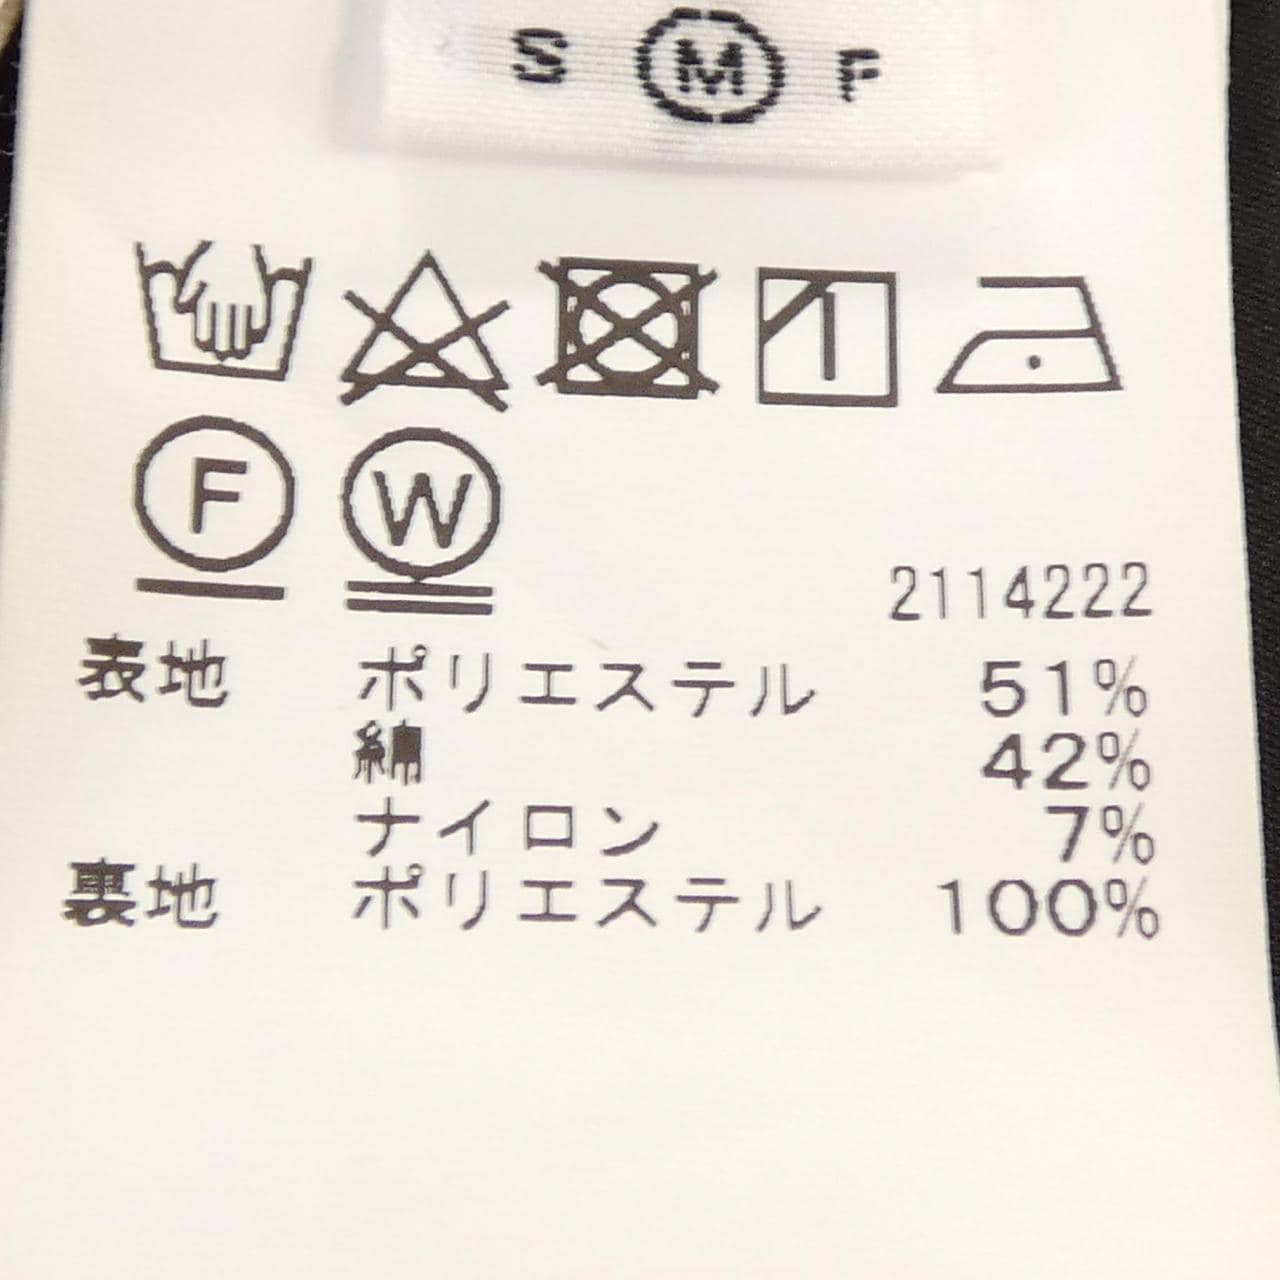 S M F
F W
2114222
表地 ポリエステル 51%
綿 42%
ナイロン 7%
裏地 ポリエステル 100%